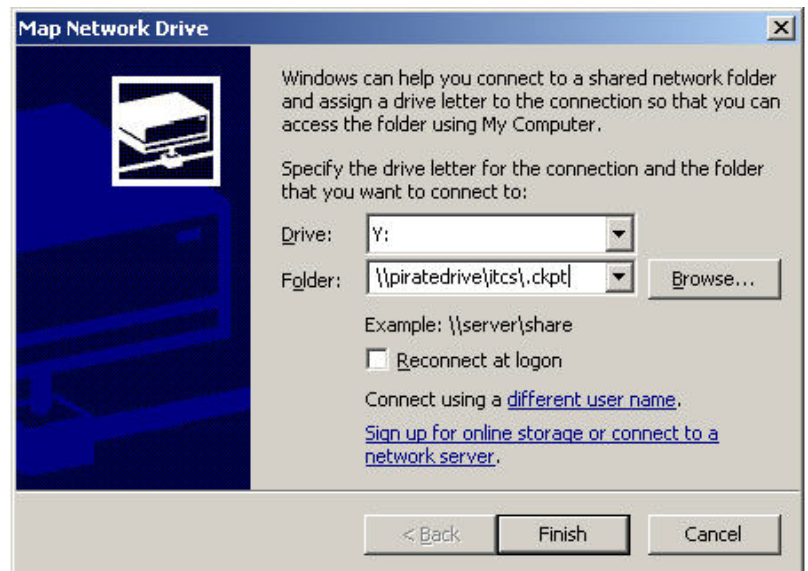 Map Network Drive
Windows can help you connect to a shared network folder
and assign a drive letter to the connection so that you can
access the folder using My Computer.
Specify the drive letter for the connection and the folder
that you want to connect to:
Drive: Y:
Folder: \\piratedrive\itcs\.ckpt Browse...
Example: \\server\share
Reconnect at logon
Connect using a different user name.
Sign up for online storage or connect to a
network server.
< Back Finish Cancel